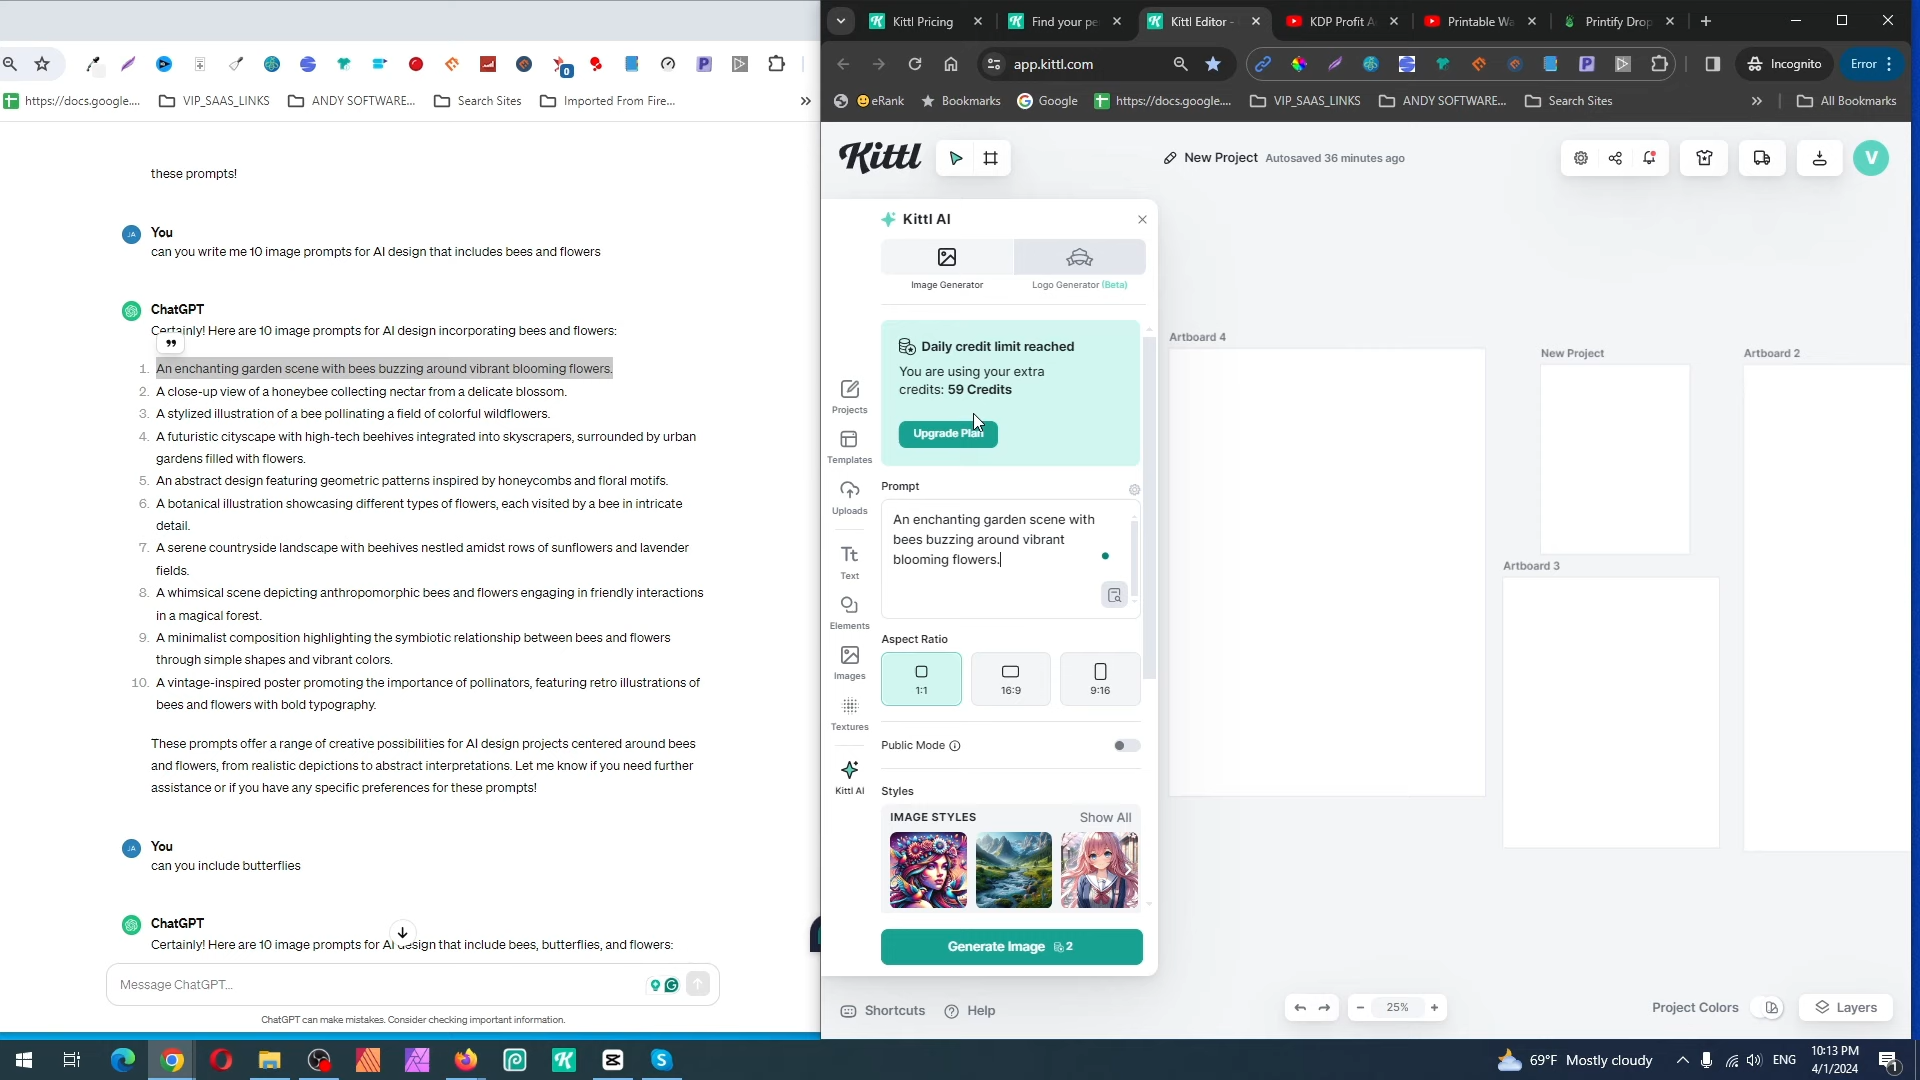 Kittl Pricing
Find your pe
Kittl Editor -
KDP Profit A
Printable Wa
Printify Drop
app.kittl.com
Incognito
Error
0
https://docs.google....
VIP_SAAS_LINKS
ANDY SOFTWARE...
Search Sites
Imported From Fire...
eRank
Bookmarks
Google
https://docs.google....
VIP_SAAS_LINKS
ANDY SOFTWARE...
Search Sites
All Bookmarks
these prompts!
JA
You
can you write me 10 image prompts for AI design that includes bees and flowers
ChatGPT
Certainly! Here are 10 image prompts for AI design incorporating bees and flowers:
1. An enchanting garden scene with bees buzzing around vibrant blooming flowers.
2. A close-up view of a honeybee collecting nectar from a delicate blossom.
3. A stylized illustration of a bee pollinating a field of colorful wildflowers.
4. A futuristic cityscape with high-tech beehives integrated into skyscrapers, surrounded by urban
gardens filled with flowers.
5. An abstract design featuring geometric patterns inspired by honeycombs and floral motifs.
6. A botanical illustration showcasing different types of flowers, each visited by a bee in intricate
detail.
7. A serene countryside landscape with beehives nestled amidst rows of sunflowers and lavender
fields.
8. A whimsical scene depicting anthropomorphic bees and flowers engaging in friendly interactions
in a magical forest.
9. A minimalist composition highlighting the symbiotic relationship between bees and flowers
through simple shapes and vibrant colors.
10. A vintage-inspired poster promoting the importance of pollinators, featuring retro illustrations of
bees and flowers with bold typography.
These prompts offer a range of creative possibilities for AI design projects centered around bees
and flowers, from realistic depictions to abstract interpretations. Let me know if you need further
assistance or if you have any specific preferences for these prompts!
JA
You
can you include butterflies
ChatGPT
Certainly! Here are 10 image prompts for AI design that include bees, butterflies, and flowers:
Message ChatGPT...
ChatGPT can make mistakes. Consider checking important information.
Kittl
New Project
Autosaved 36 minutes ago
V
Kittl AI
Image Generator
Logo Generator (Beta)
Daily credit limit reached
You are using your extra
credits: 59 Credits
Upgrade Plan
Prompt
An enchanting garden scene with
bees buzzing around vibrant
blooming flowers.
Aspect Ratio
1:1
16:9
9:16
Public Mode
Styles
IMAGE STYLES
Show All
Generate Image 2
Projects
Templates
Uploads
Tt
Text
Elements
Images
Textures
Kittl AI
Artboard 4
New Project
Artboard 2
Artboard 3
Shortcuts
Help
25%
Project Colors
Layers
69°F Mostly cloudy
ENG
10:13 PM
4/1/2024
1